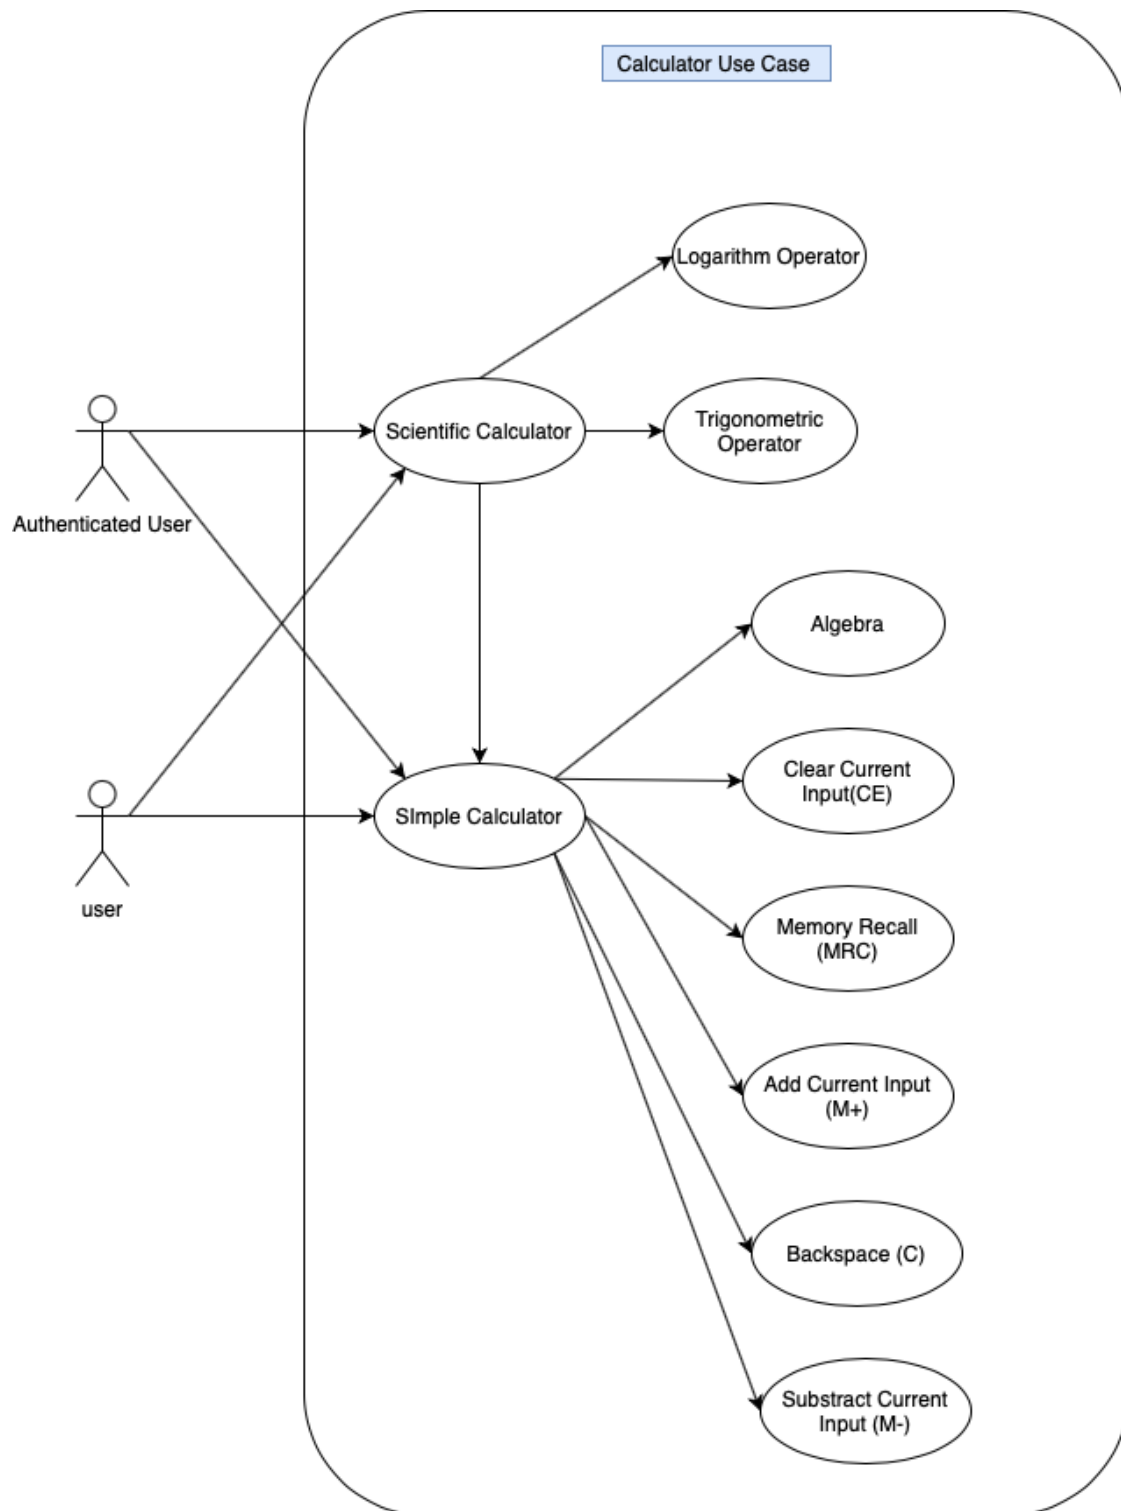 Calculator Use Case
Logarithm Operator
Scientific Calculator
Trigonometric
Operator
Authenticated User
Algebra
Clear Current
Input(CE)
SImple Calculator
user
Memory Recall
(MRC)
Add Current Input
(M+)
Backspace (C)
Substract Current
Input (M-)